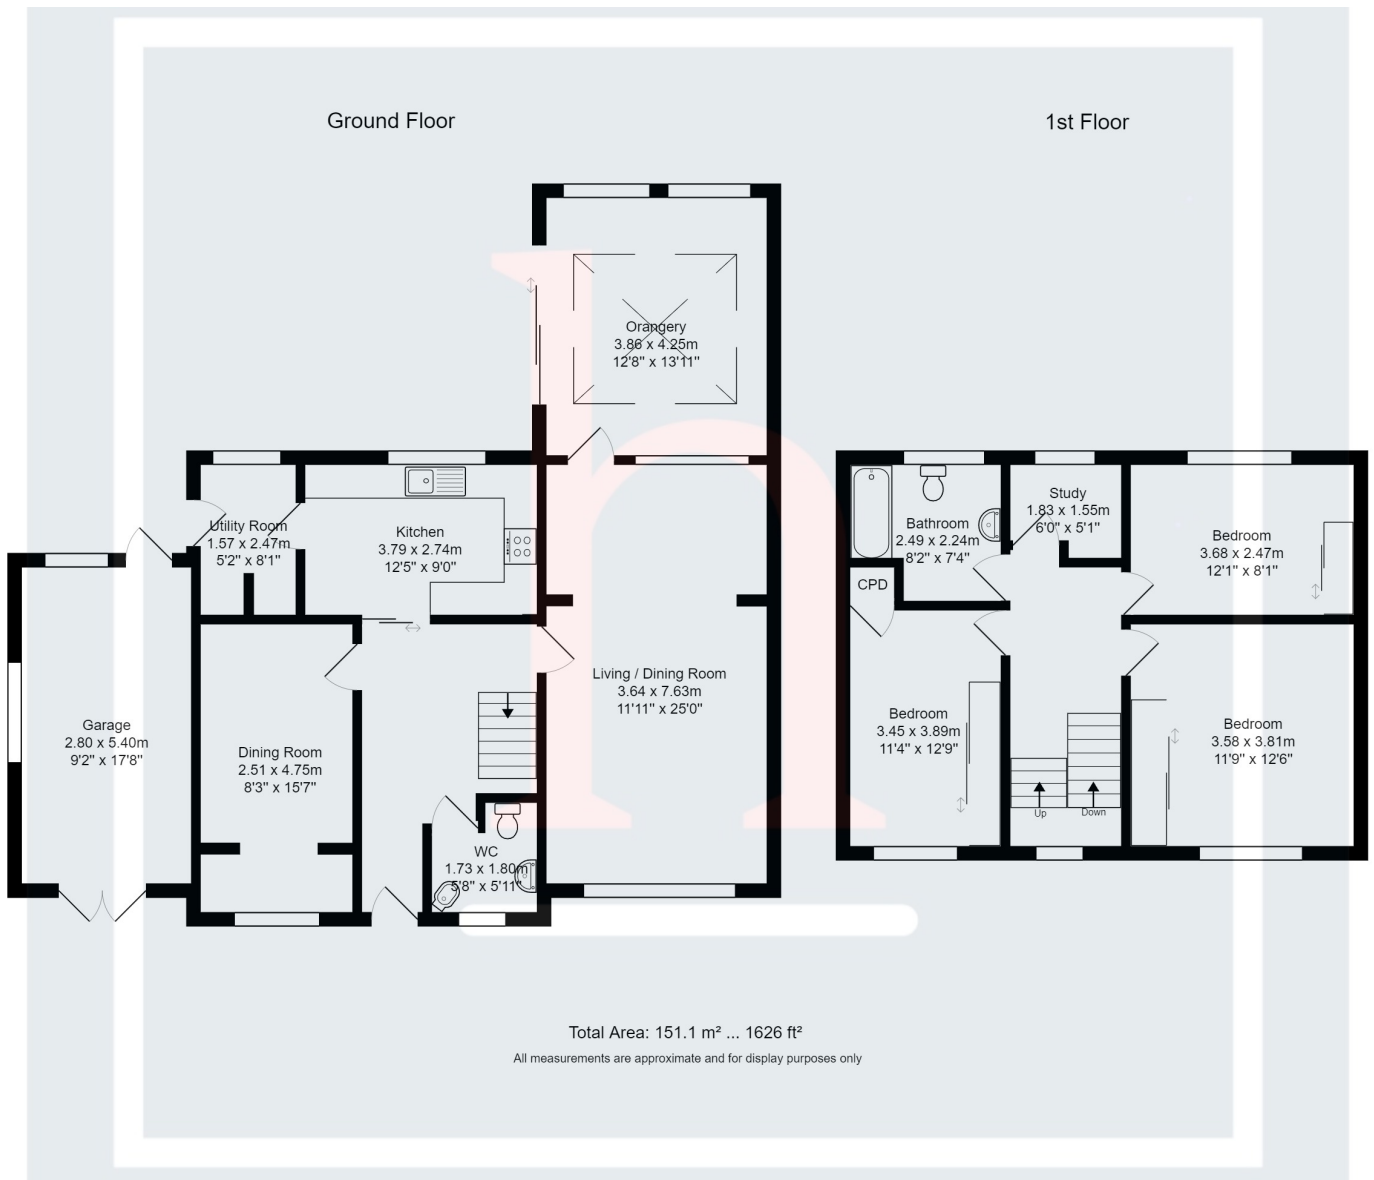 Ground Floor
1st Floor
Orangery
3.86 x 4.25m
12'8" x 13'11"
Utility Room
1.57 x 2.47m
5'2" x 8'1"
Kitchen
3.79 x 2.74m
12'5" x 9'0"
Garage
2.80 x 5.40m
9'2" x 17'8"
Dining Room
2.51 x 4.75m
8'3" x 15'7"
Living / Dining Room
3.64 x 7.63m
11'11" x 25'0"
WC
1.73 x 1.80m
5'8" x 5'11"
Bathroom
2.49 x 2.24m
8'2" x 7'4"
Study
1.83 x 1.55m
6'0" x 5'1"
Bedroom
3.68 x 2.47m
12'1" x 8'1"
CPD
Bedroom
3.45 x 3.89m
11'4" x 12'9"
Bedroom
3.58 x 3.81m
11'9" x 12'6"
Up
Down
h
Total Area: 151.1 m² ... 1626 ft²
All measurements are approximate and for display purposes only